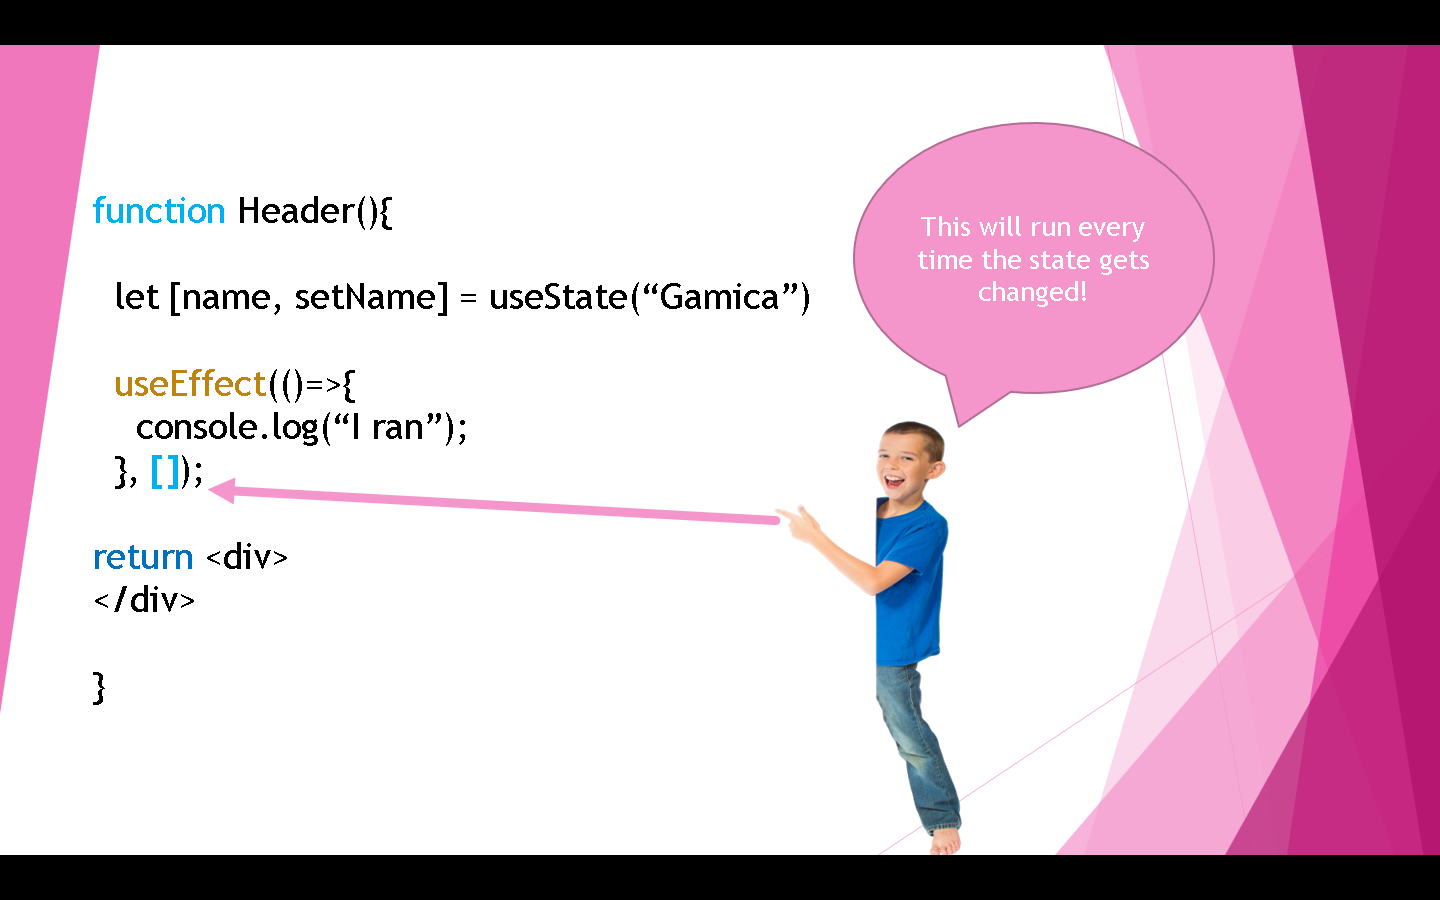 function Header(){
let [name, setName] = useState(“Gamica”)
useEffect(()=>{
console.log(“I ran”);
}, []);
return <div>
</div>
}
This will run every
time the state gets
changed!